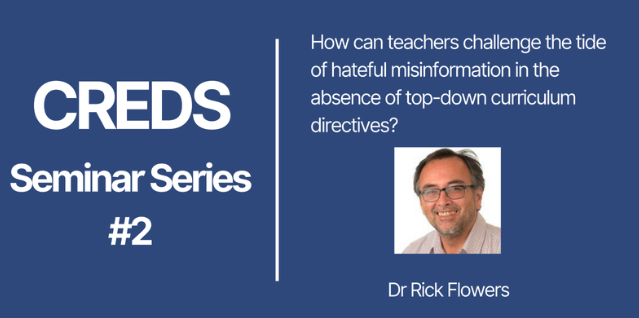 CREDS
Seminar Series
#2
How can teachers challenge the tide
of hateful misinformation in the
absence of top-down curriculum
directives?
Dr Rick Flowers